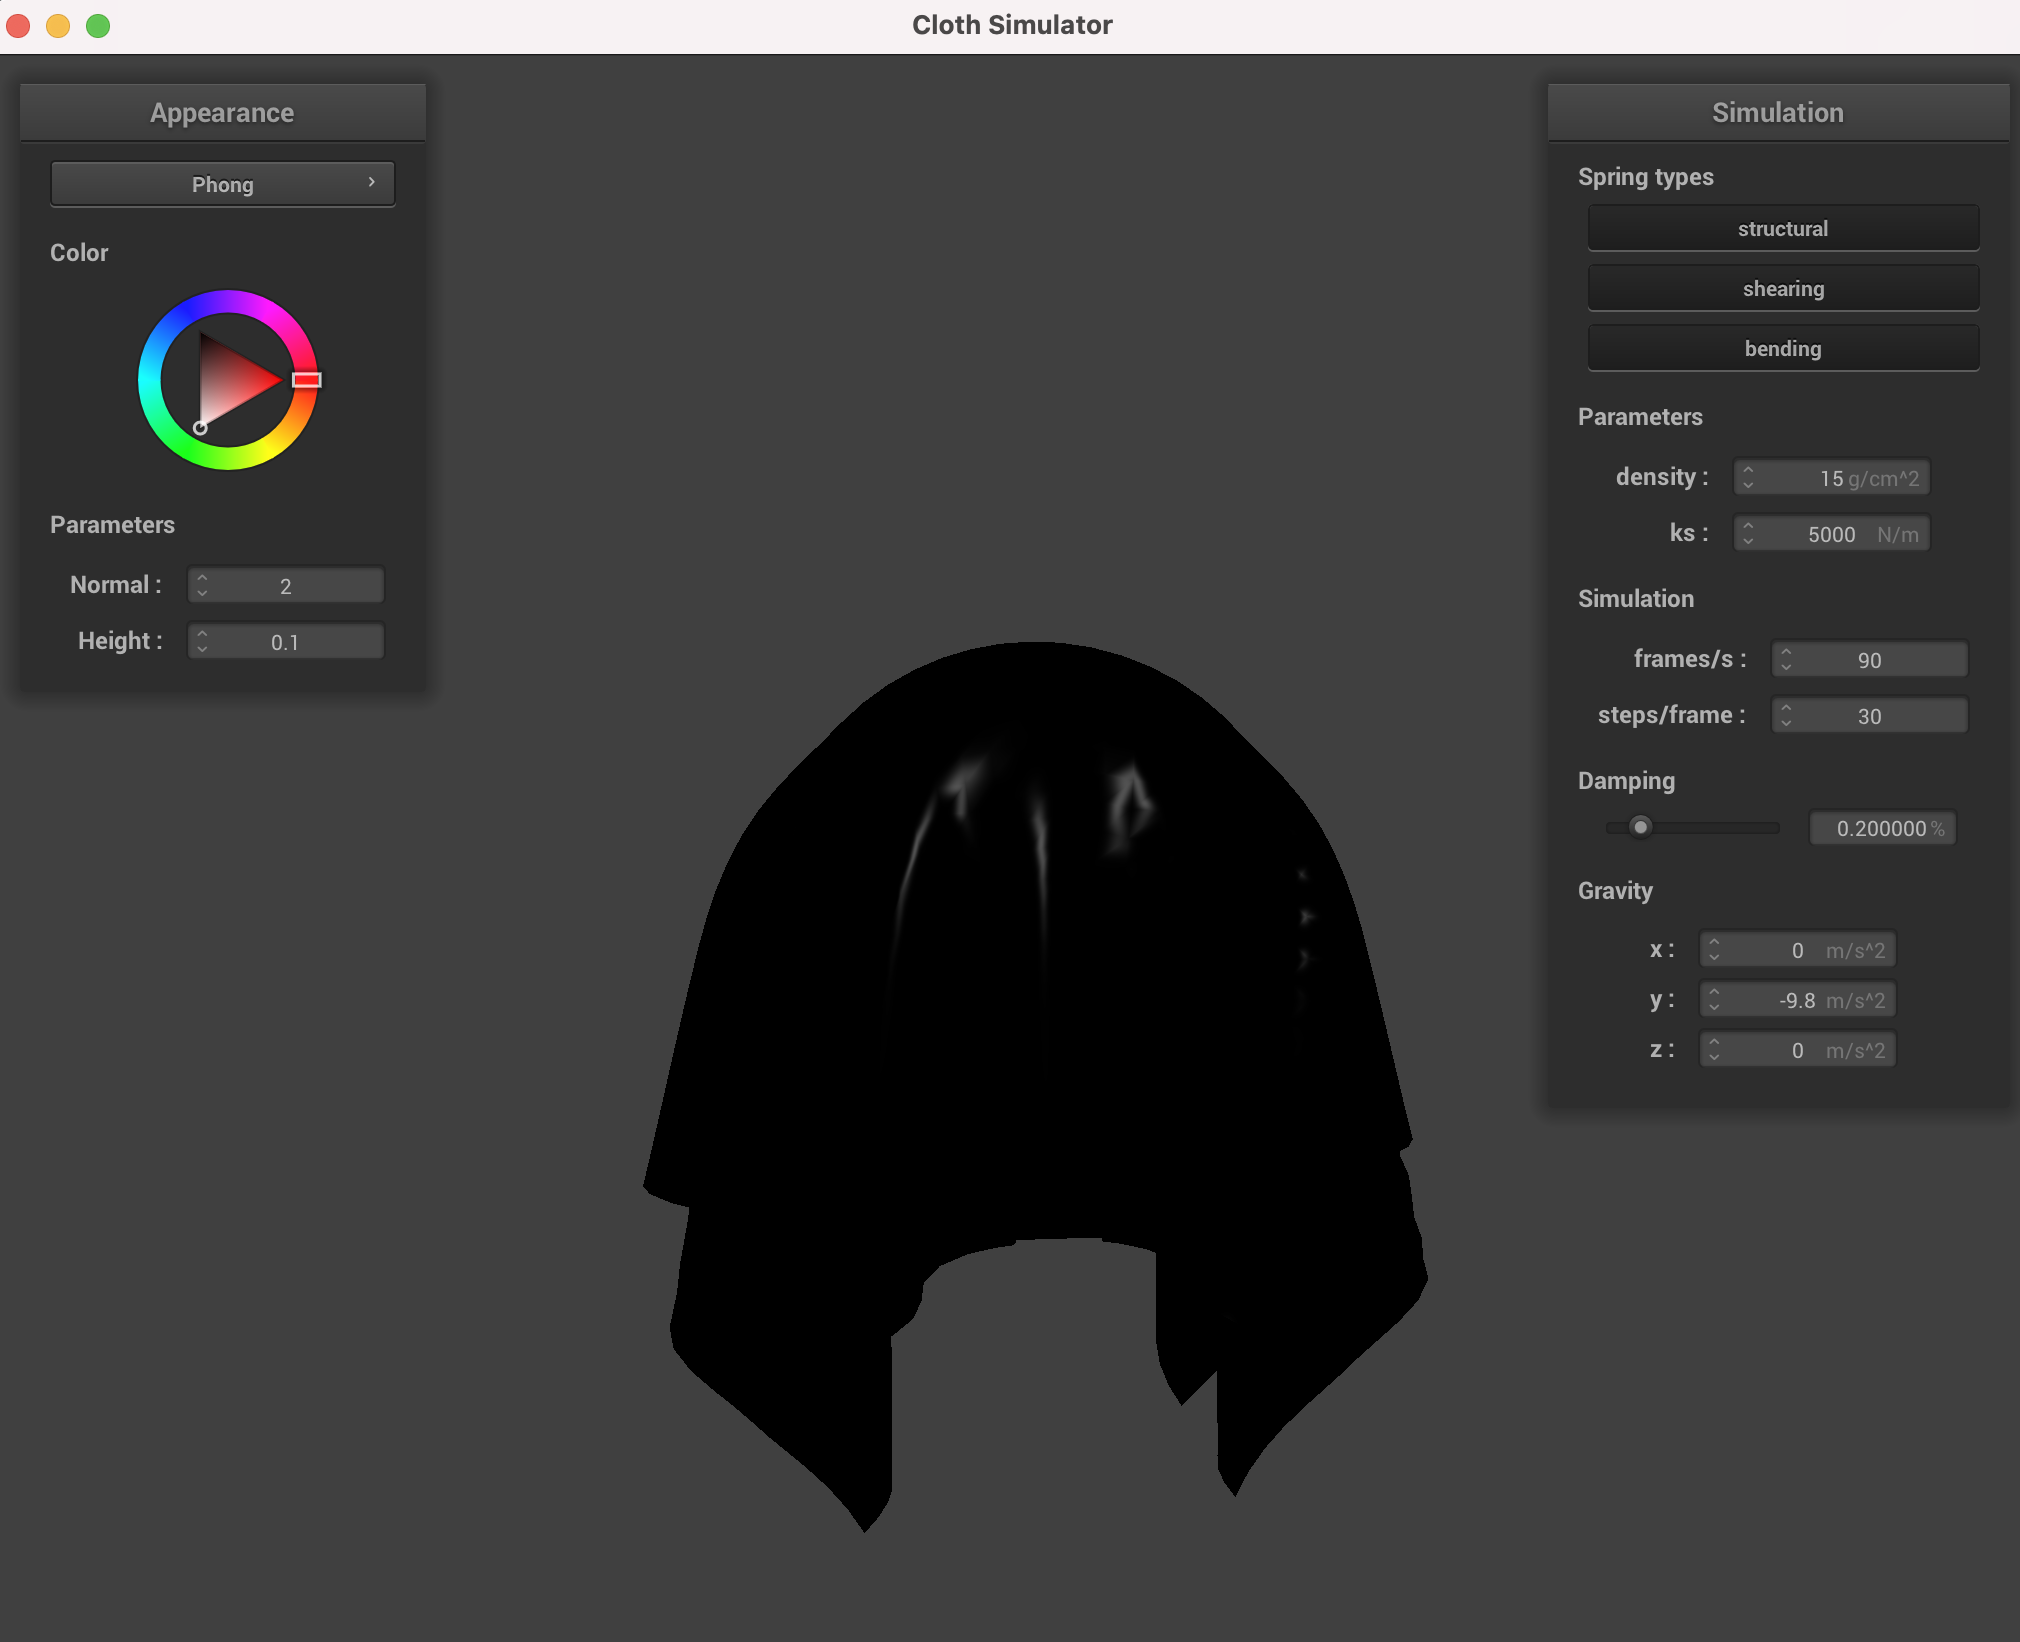 Cloth Simulator
Appearance
Phong
Color
Parameters
Normal : 2
Height : 0.1
Simulation
Spring types
structural
shearing
bending
Parameters
density : 15 g/cm^2
ks : 5000 N/m
Simulation
frames/s : 90
steps/frame : 30
Damping
0.200000 %
Gravity
x : 0 m/s^2
y : -9.8 m/s^2
z : 0 m/s^2